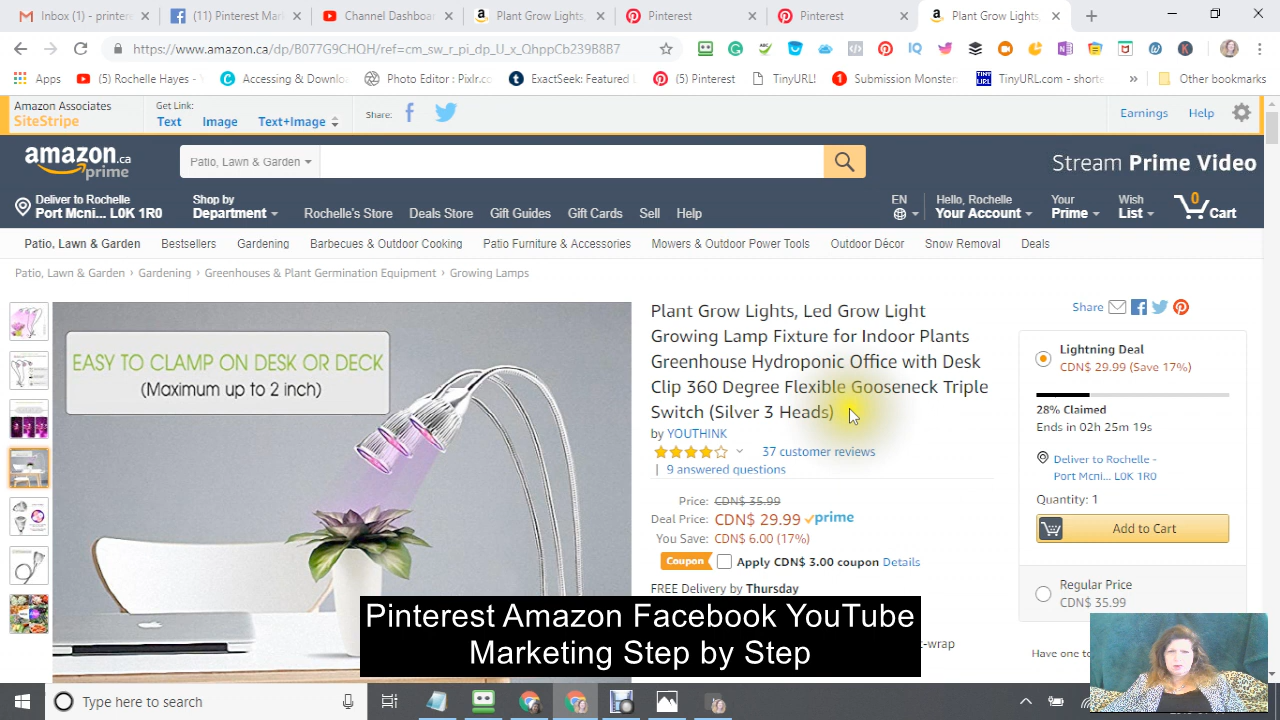 Inbox (1) - pinteres
(11) Pinterest Mark
Channel Dashboar
Plant Grow Lights,
Pinterest
Pinterest
Plant Grow Lights, Led
https://www.amazon.ca/dp/B077G9CHQH/ref=cm_sw_r_pi_dp_U_x_QhppCb239B8B7
Apps
(5) Rochelle Hayes -
Accessing & Downlo
Photo Editor : Pixlr.co
ExactSeek: Featured L
(5) Pinterest
TinyURL!
Submission Monster
TinyURL.com - shorte
»
Other bookmarks
Amazon Associates
SiteStripe
Get Link:
Text
Image
Text+Image
Share:
Earnings
Help
amazon.ca
prime
Patio, Lawn & Garden
Stream Prime Video
Deliver to Rochelle
Port Mcni... L0K 1R0
Shop by
Department
Rochelle's Store
Deals Store
Gift Guides
Gift Cards
Sell
Help
EN
Hello, Rochelle
Your Account
Your
Prime
Wish
List
0
Cart
Patio, Lawn & Garden
Bestsellers
Gardening
Barbecues & Outdoor Cooking
Patio Furniture & Accessories
Mowers & Outdoor Power Tools
Outdoor Décor
Snow Removal
Deals
Patio, Lawn & Garden › Gardening › Greenhouses & Plant Germination Equipment › Growing Lamps
EASY TO CLAMP ON DESK OR DECK
(Maximum up to 2 inch)
Plant Grow Lights, Led Grow Light
Growing Lamp Fixture for Indoor Plants
Greenhouse Hydroponic Office with Desk
Clip 360 Degree Flexible Gooseneck Triple
Switch (Silver 3 Heads)
by YOUTHINK
37 customer reviews
| 9 answered questions
Price: CDN$ 35.99
Deal Price: CDN$ 29.99 prime
You Save: CDN$ 6.00 (17%)
Coupon Apply CDN$ 3.00 coupon Details
FREE Delivery by Thursday
-wrap
Share
Lightning Deal
CDN$ 29.99 (Save 17%)
28% Claimed
Ends in 02h 25m 19s
Deliver to Rochelle -
Port Mcni... L0K 1R0
Quantity: 1
Add to Cart
Regular Price
CDN$ 35.99
Have one to
Pinterest Amazon Facebook YouTube
Marketing Step by Step
Type here to search